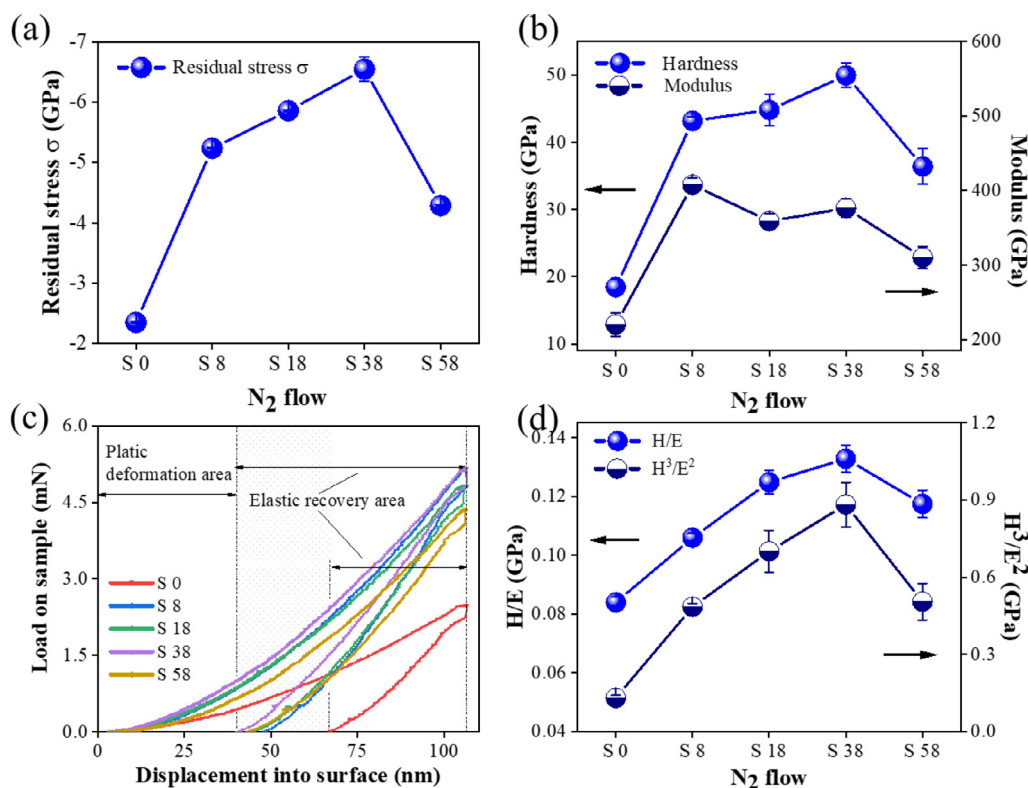 (a)
-7
-6
-5
-4
-3
-2
Residual stress σ (GPa)
Residual stress σ
S 0 S 8 S 18 S 38 S 58
N₂ flow
(b)
50
40
30
20
10
Hardness (GPa)
Hardness
Modulus
600
500
400
300
200
Modulus (GPa)
S 0 S 8 S 18 S 38 S 58
N₂ flow
(c)
6.0
4.5
3.0
1.5
0.0
Load on sample (mN)
Platic
deformation area
Elastic recovery area
S 0
S 8
S 18
S 38
S 58
0 25 50 75 100
Displacement into surface (nm)
(d)
0.14
0.12
0.10
0.08
0.06
0.04
H/E (GPa)
H/E
H³/E²
1.2
0.9
0.6
0.3
0.0
H³/E² (GPa)
S 0 S 8 S 18 S 38 S 58
N₂ flow